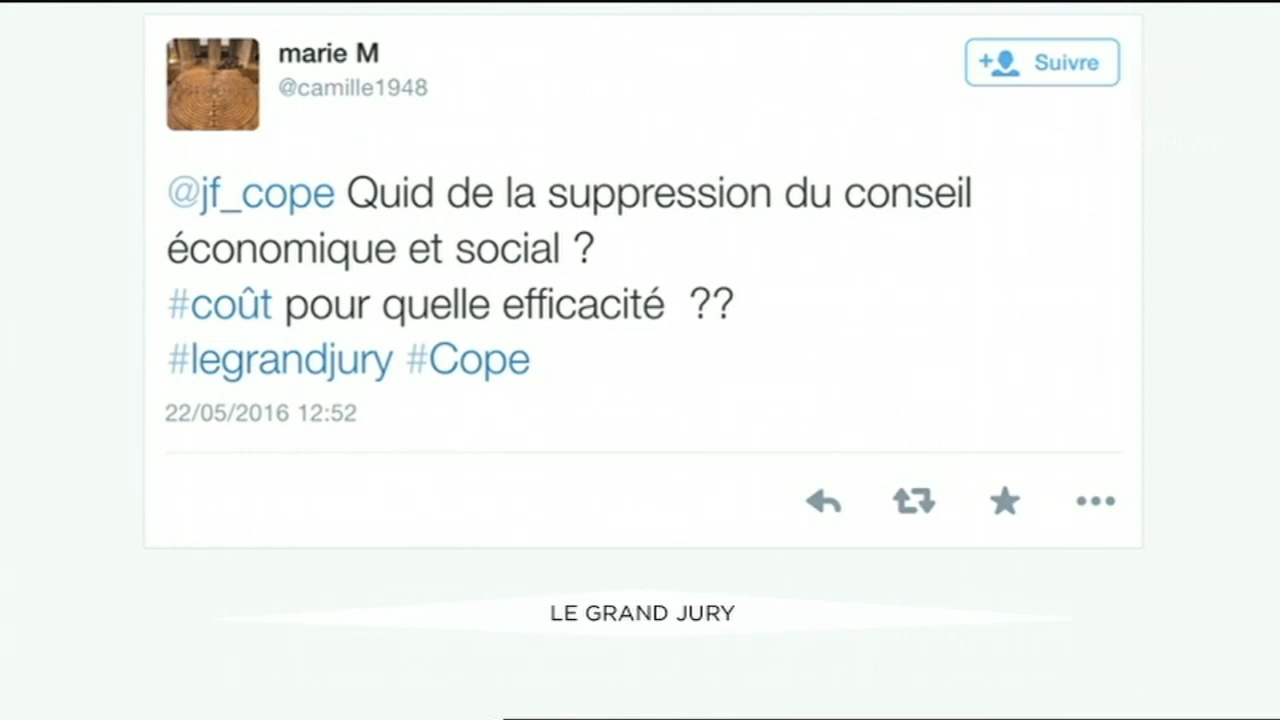 marie M
@camille1948
Suivre
@jf_cope Quid de la suppression du conseil
économique et social ?
#coût pour quelle efficacité ??
#legrandjury #Cope
22/05/2016 12:52
LE GRAND JURY